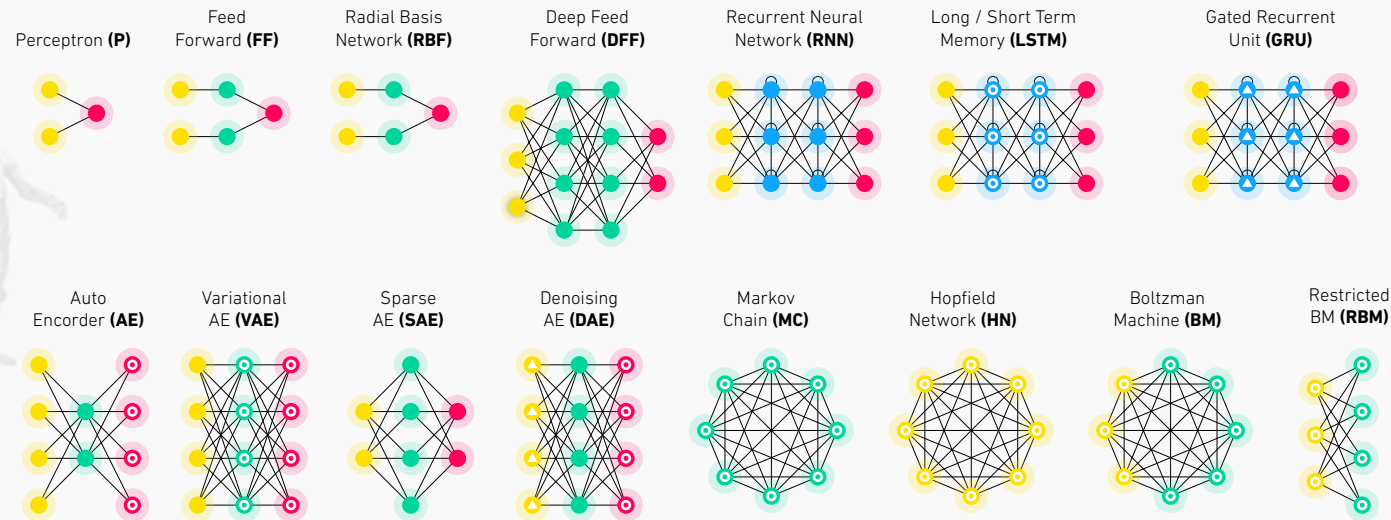 Perceptron (P)
Feed
Forward (FF)
Radial Basis
Network (RBF)
Deep Feed
Forward (DFF)
Recurrent Neural
Network (RNN)
Long / Short Term
Memory (LSTM)
Gated Recurrent
Unit (GRU)
Auto
Encorder (AE)
Variational
AE (VAE)
Sparse
AE (SAE)
Denoising
AE (DAE)
Markov
Chain (MC)
Hopfield
Network (HN)
Boltzman
Machine (BM)
Restricted
BM (RBM)